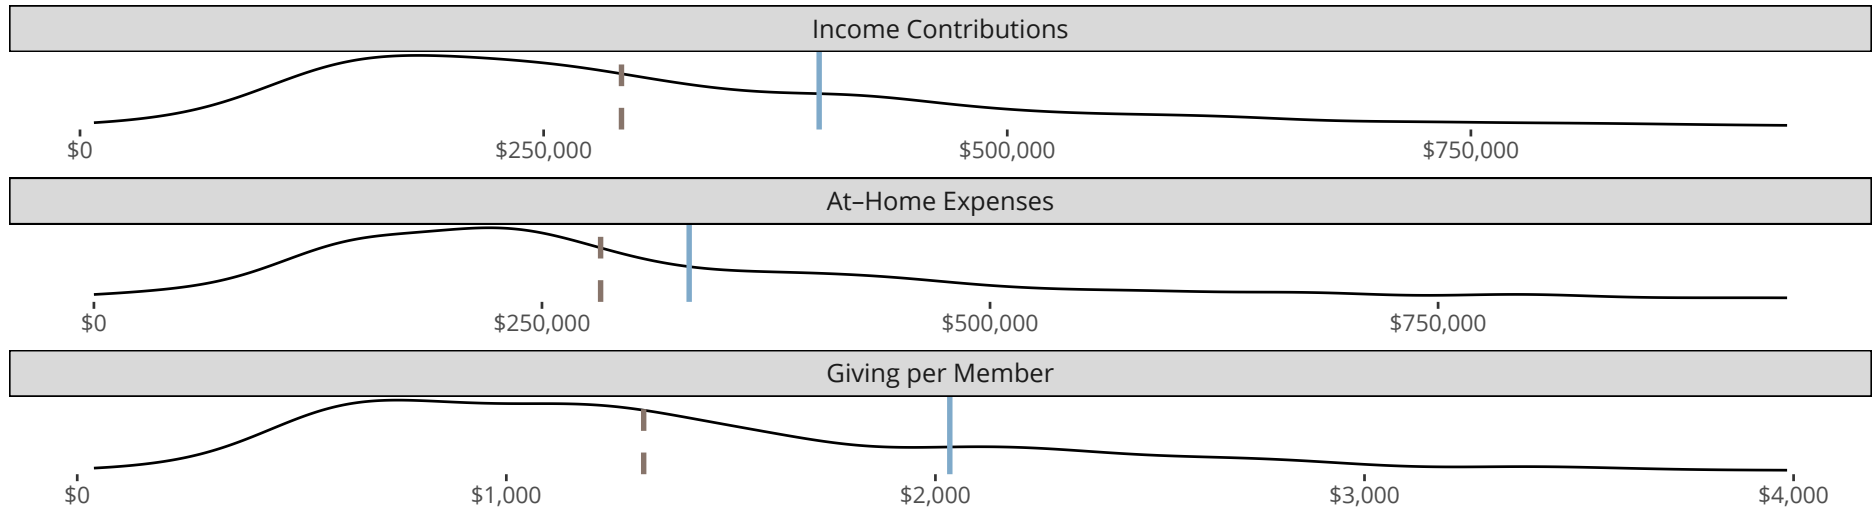 Income Contributions
$0 $250,000 $500,000 $750,000
At–Home Expenses
$0 $250,000 $500,000 $750,000
Giving per Member
$0 $1,000 $2,000 $3,000 $4,000